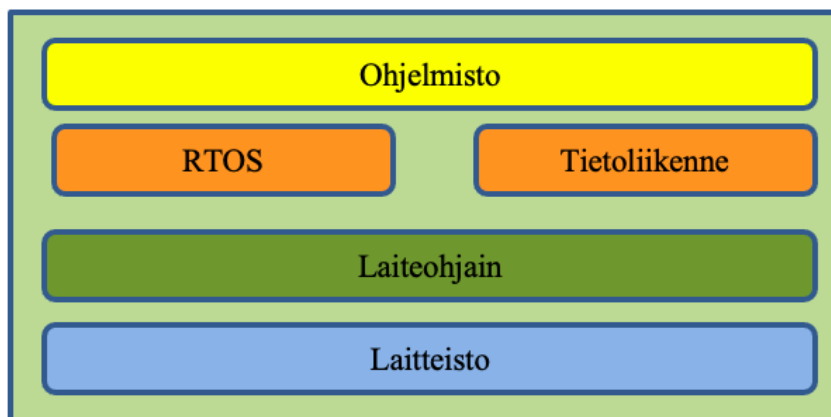 Ohjelmisto
RTOS
Tietoliikenne
Laiteohjain
Laitteisto